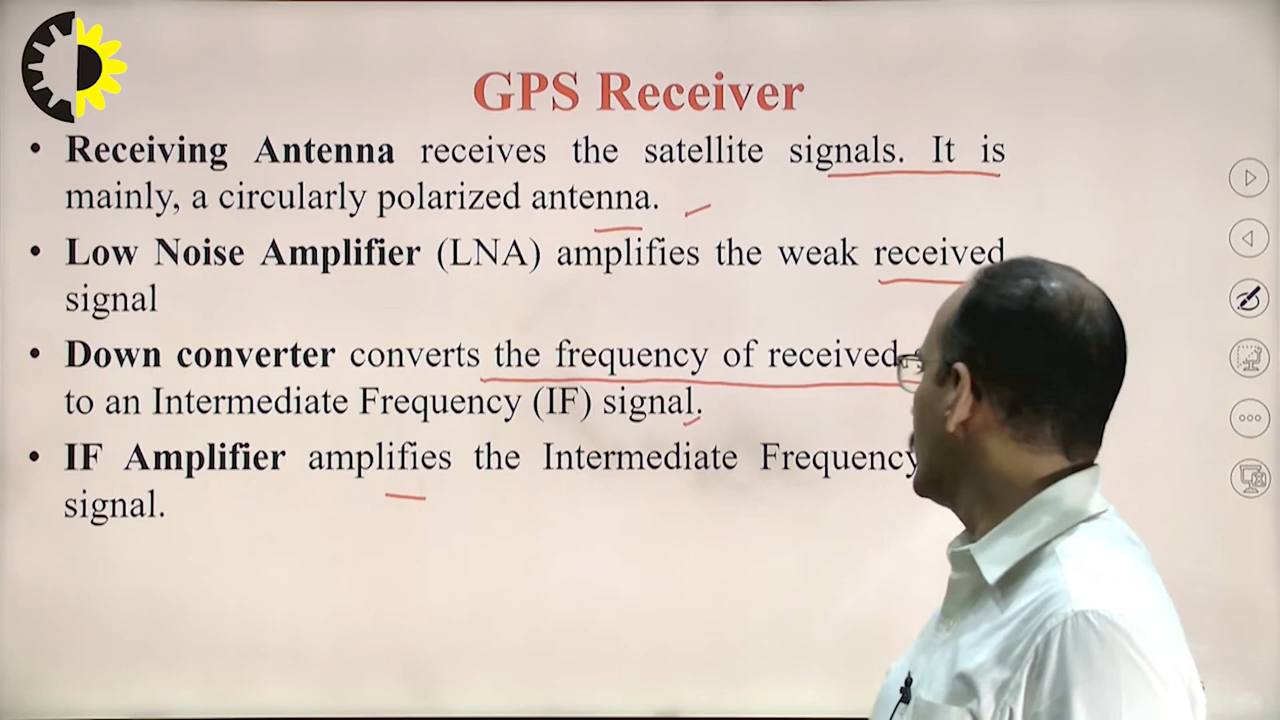 GPS Receiver
• Receiving Antenna receives the satellite signals. It is
mainly, a circularly polarized antenna.
• Low Noise Amplifier (LNA) amplifies the weak received
signal
• Down converter converts the frequency of received
to an Intermediate Frequency (IF) signal.
• IF Amplifier amplifies the Intermediate Frequency
signal.